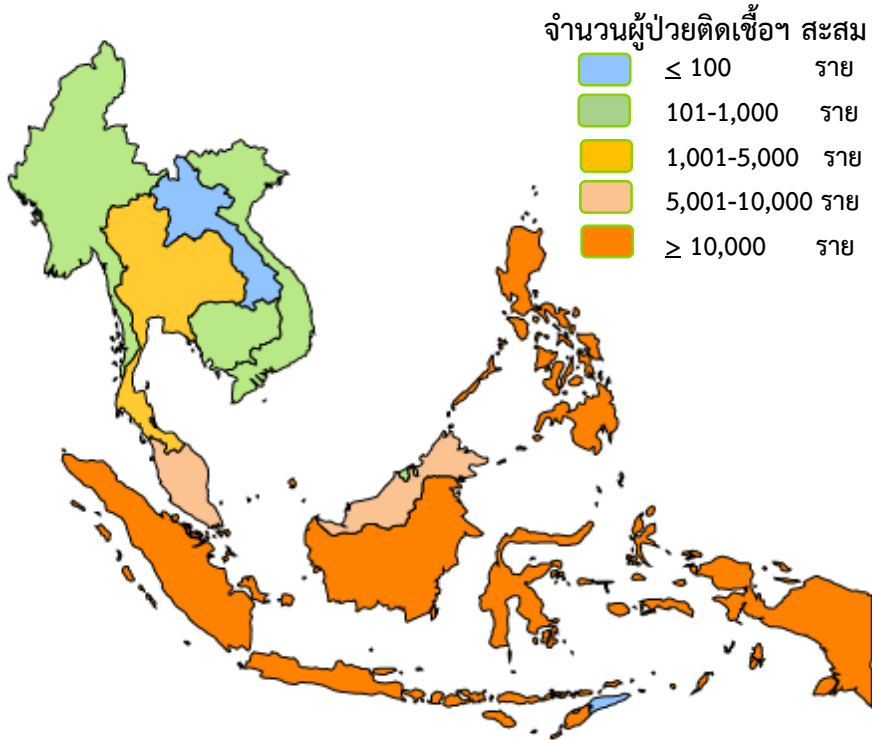 จำนวนผู้ป่วยติดเชื้อฯ สะสม
≤ 100 ราย
101-1,000 ราย
1,001-5,000 ราย
5,001-10,000 ราย
≥ 10,000 ราย